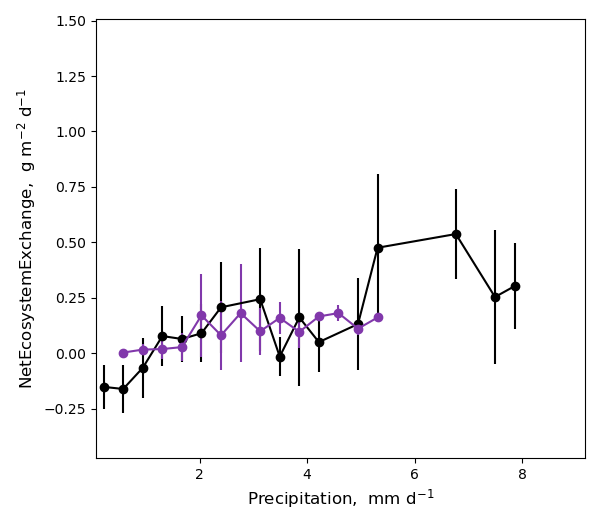 1.50
1.25
1.00
0.75
0.50
0.25
0.00
−0.25
NetEcosystemExchange, g m⁻² d⁻¹
2 4 6 8
Precipitation, mm d⁻¹